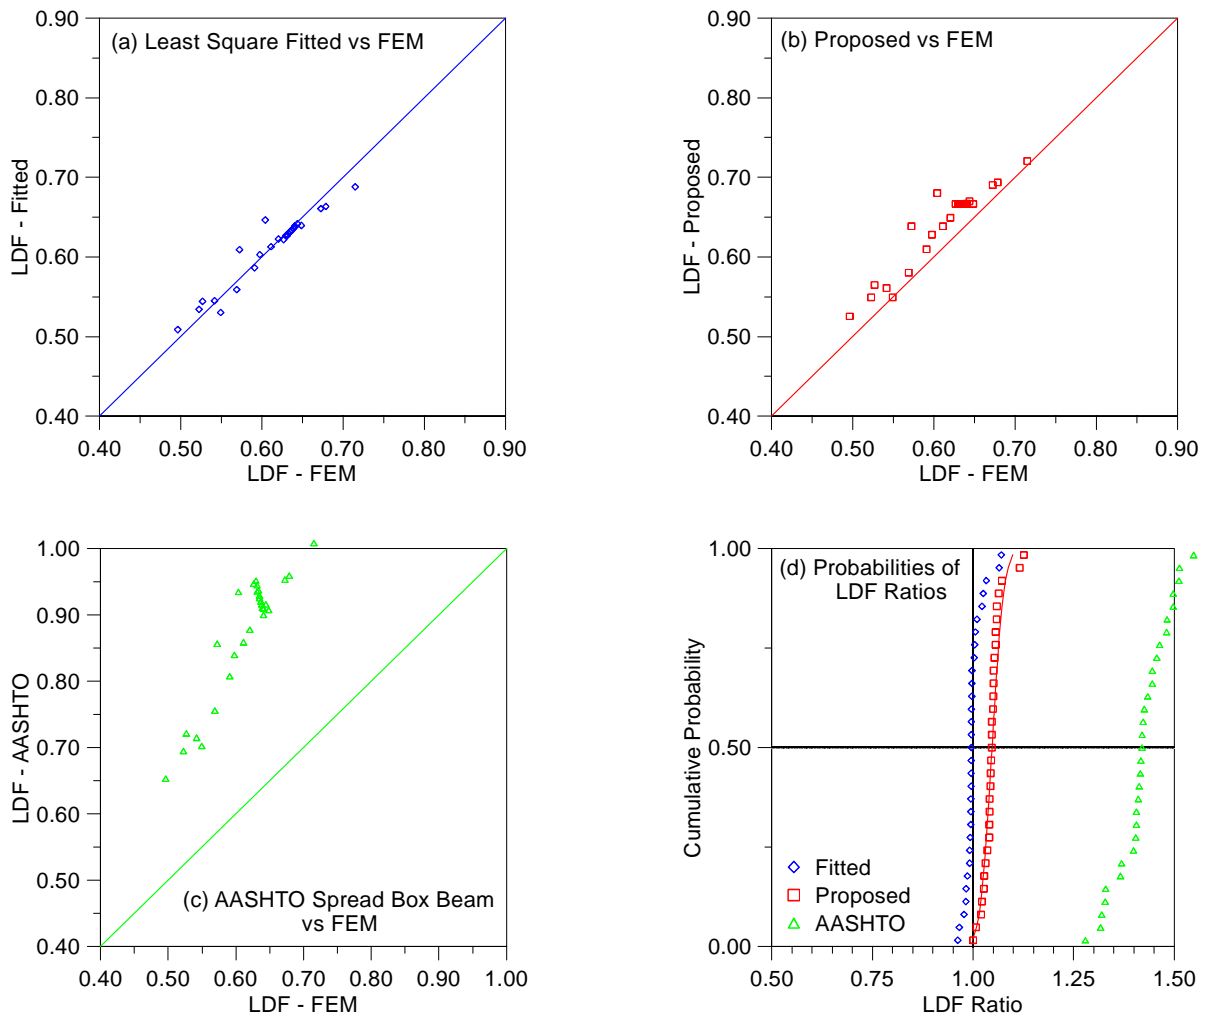 (a) Least Square Fitted vs FEM
LDF - Fitted
0.90
0.80
0.70
0.60
0.50
0.40
0.40 0.50 0.60 0.70 0.80 0.90
LDF - FEM
(b) Proposed vs FEM
LDF - Proposed
0.90
0.80
0.70
0.60
0.50
0.40
0.40 0.50 0.60 0.70 0.80 0.90
LDF - FEM
LDF - AASHTO
1.00
0.90
0.80
0.70
0.60
0.50
0.40
(c) AASHTO Spread Box Beam
vs FEM
0.40 0.50 0.60 0.70 0.80 0.90 1.00
LDF - FEM
(d) Probabilities of
LDF Ratios
Cumulative Probability
1.00
0.50
0.00
Fitted
Proposed
AASHTO
0.50 0.75 1.00 1.25 1.50
LDF Ratio